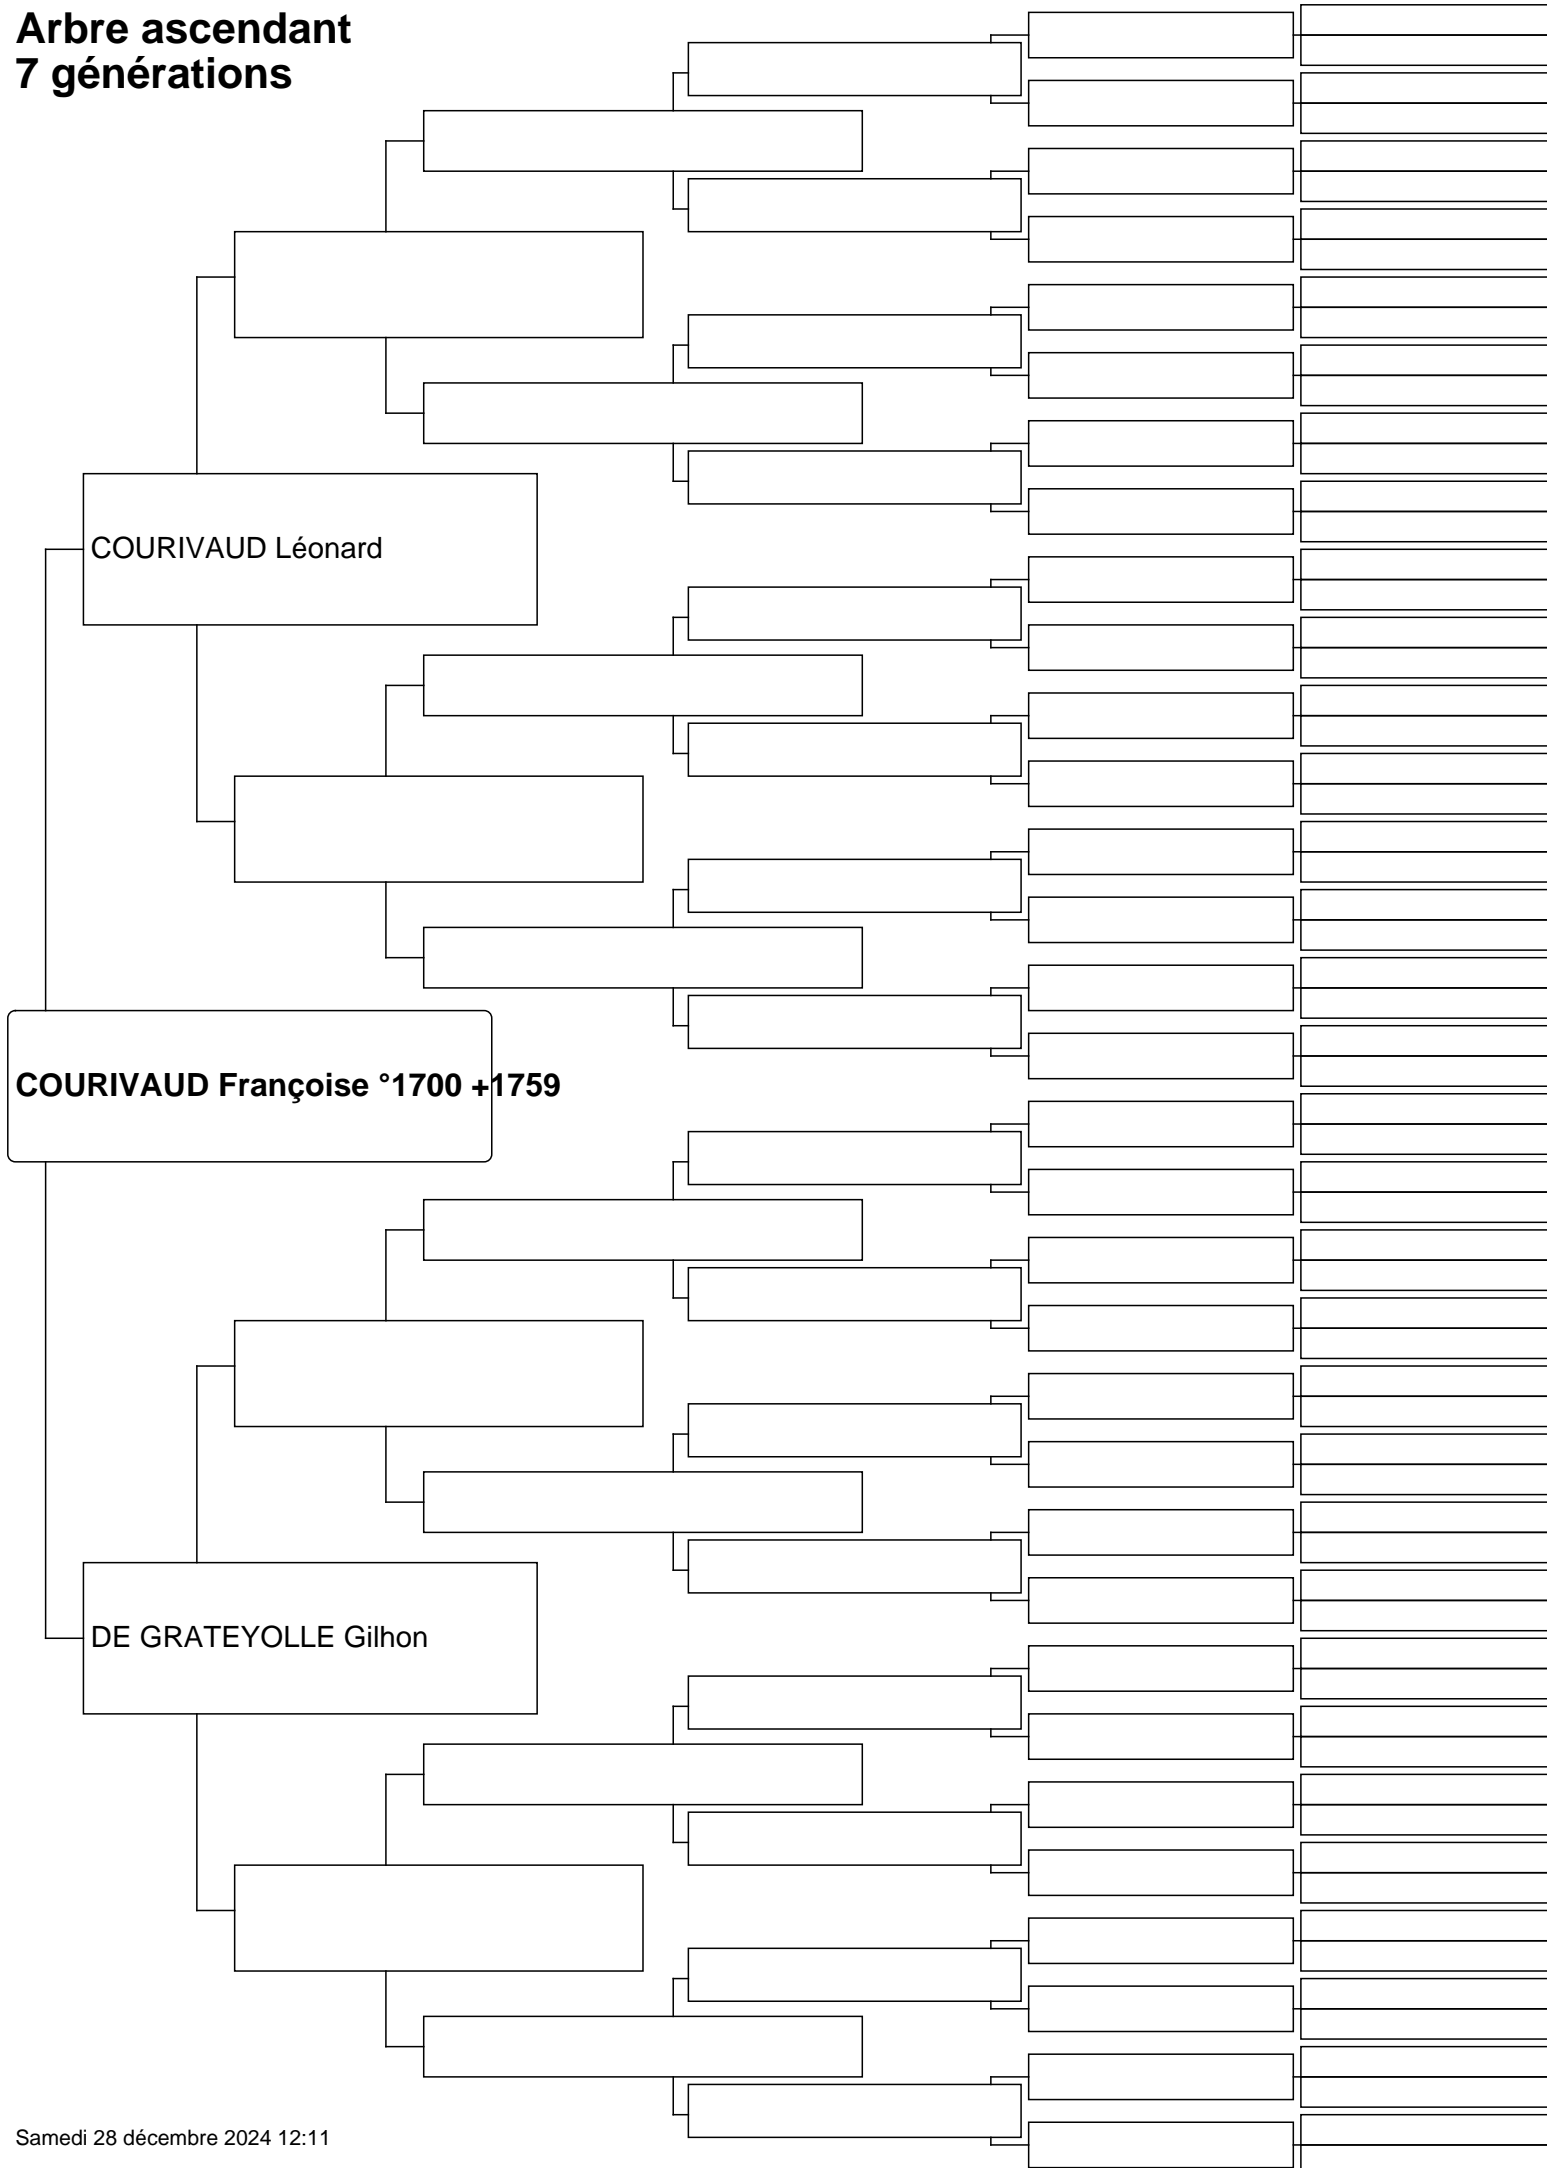 Arbre ascendant
7 générations
COURIVAUD Léonard
COURIVAUD Françoise °1700 +1759
DE GRATEYOLLE Gilhon
Samedi 28 décembre 2024 12:11